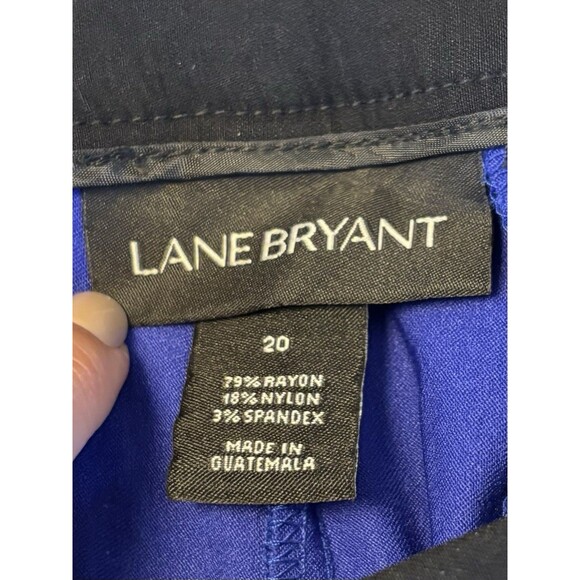 LANE BRYANT
20
79% RAYON
18% NYLON
3% SPANDEX
MADE IN
GUATEMALA